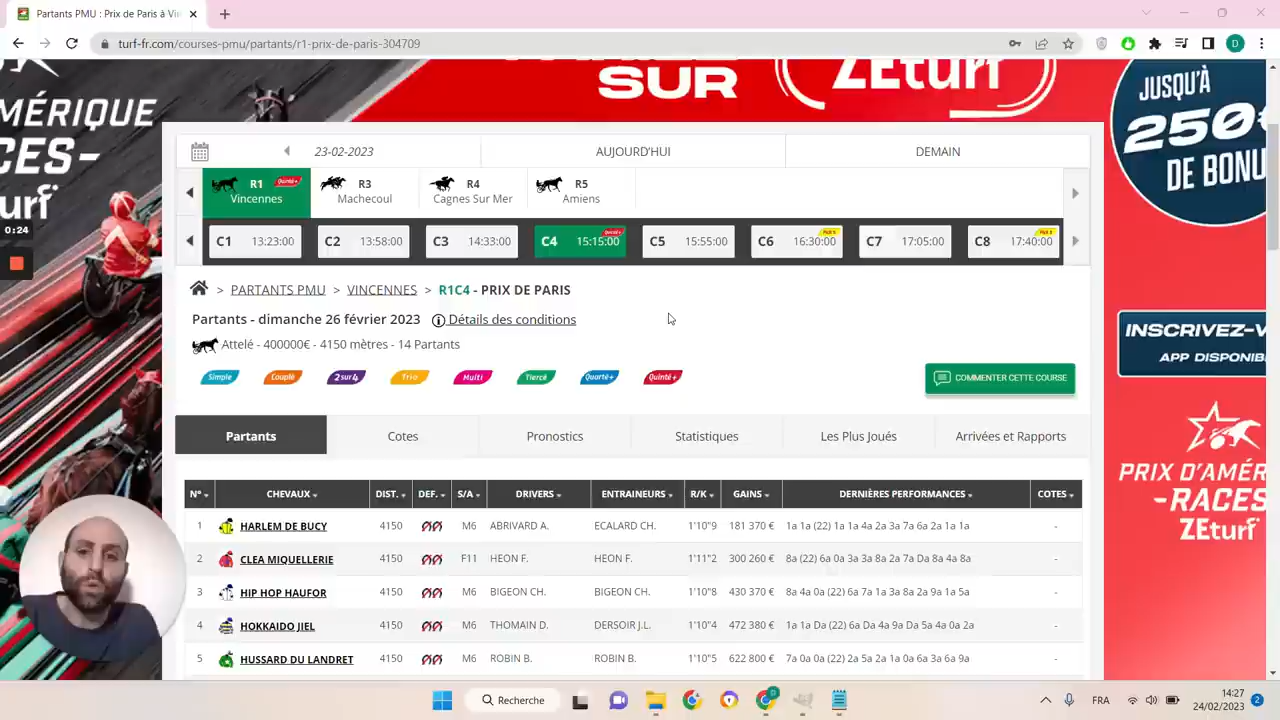 Partants PMU : Prix de Paris à Vi
turf-fr.com/courses-pmu/partants/r1-prix-de-paris-304709
D
SUR
ZEturf
MÉRIQUE
CES-
urf
JUSQU'À
250€
DE BONU
0:24
23-02-2023
AUJOURD'HUI
DEMAIN
R1 Quinté+
Vincennes
R3
Machecoul
R4
Cagnes Sur Mer
R5
Amiens
C1 13:23:00
C2 13:58:00
C3 14:33:00
C4 15:15:00 Quinté+
C5 15:55:00
C6 16:30:00
C7 17:05:00
C8 17:40:00
> PARTANTS PMU > VINCENNES > R1C4 - PRIX DE PARIS
Partants - dimanche 26 février 2023 Détails des conditions
Attelé - 400000€ - 4150 mètres - 14 Partants
Simple Couplé 2sur4 Trio Multi Tiercé Quarté+ Quinté+
COMMENTER CETTE COURSE
INSCRIVEZ-V
APP DISPONIB
PRIX D'AMÉR
-RACES-
ZEturf
Partants Cotes Pronostics Statistiques Les Plus Joués Arrivées et Rapports
N° CHEVAUX DIST. DEF. S/A DRIVERS ENTRAINEURS R/K GAINS DERNIÈRES PERFORMANCES COTES
1 HARLEM DE BUCY 4150 M6 ABRIVARD A. ECALARD CH. 1'10"9 181 370 € 1a 1a (22) 1a 1a 4a 2a 3a 7a 6a 2a 1a 1a -
2 CLEA MIQUELLERIE 4150 F11 HEON F. HEON F. 1'11"2 300 260 € 8a (22) 6a 0a 3a 3a 8a 2a 7a Da 8a 4a 8a -
3 HIP HOP HAUFOR 4150 M6 BIGEON CH. BIGEON CH. 1'10"8 430 370 € 8a 4a 0a (22) 6a 7a 1a 3a 8a 2a 9a 1a 5a -
4 HOKKAIDO JIEL 4150 M6 THOMAIN D. DERSOIR J.L. 1'10"4 472 380 € 1a 1a Da (22) 6a Da 4a 9a Da 5a 4a 0a 2a -
5 HUSSARD DU LANDRET 4150 M6 ROBIN B. ROBIN B. 1'10"5 622 800 € 7a 0a 0a (22) 2a 5a 2a 1a 0a 6a 3a 6a 9a -
Recherche
FRA
14:27
24/02/2023
2